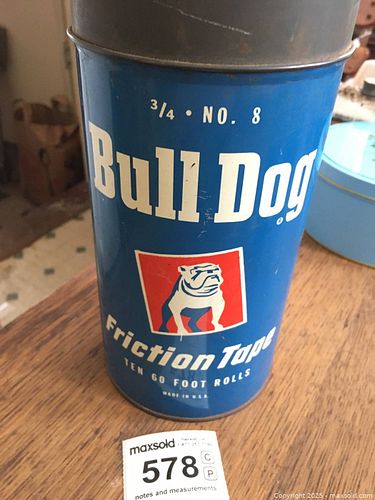 3/4 • NO. 8
Bull Dog
Friction Tape
TEN 60 FOOT ROLLS
MADE IN U.S.A.
maxsold
578 C P
notes and measurements
Copyright 2025 - maxsold.com